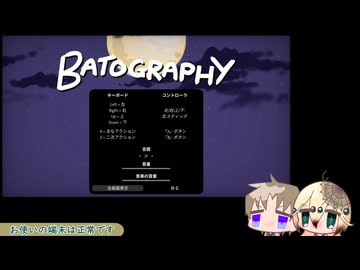 BATOGRAPHY
キーボード コントローラ
Left = 左
Right = 右 左/右/上/下:
Up = 上 左スティック
Down = 下
X = 主なアクション 「A」ボタン
Z = 二次アクション 「B」ボタン
言語
音量
音楽の音量
全画面表示 戻る
お使いの端末は正常です